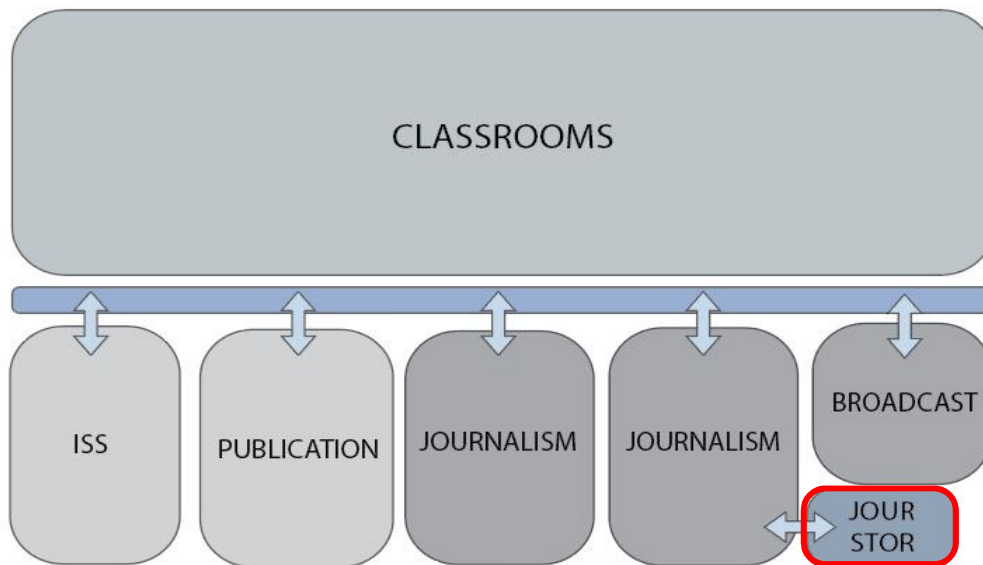 CLASSROOMS
ISS
PUBLICATION
JOURNALISM
JOURNALISM
BROADCAST
JOUR
STOR